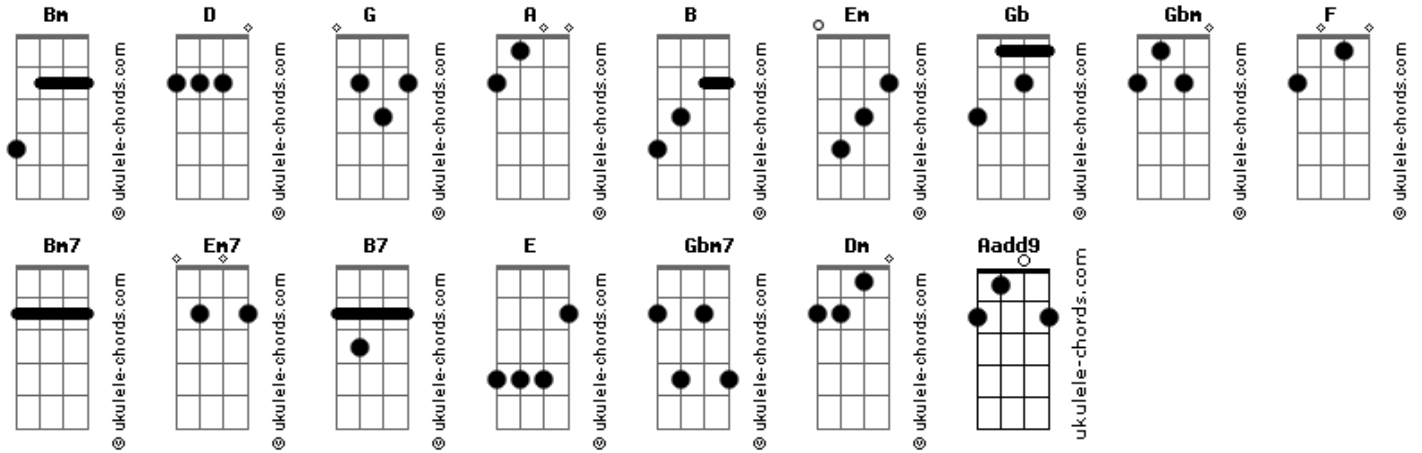 Bm D G A B Em Gb Gbm F
© ukulele-chords.com © ukulele-chords.com © ukulele-chords.com © ukulele-chords.com © ukulele-chords.com © ukulele-chords.com © ukulele-chords.com © ukulele-chords.com © ukulele-chords.com
Bm7 Em7 B7 E Gbm7 Dm Aadd9
© ukulele-chords.com © ukulele-chords.com © ukulele-chords.com © ukulele-chords.com © ukulele-chords.com © ukulele-chords.com ukulele-chords.com